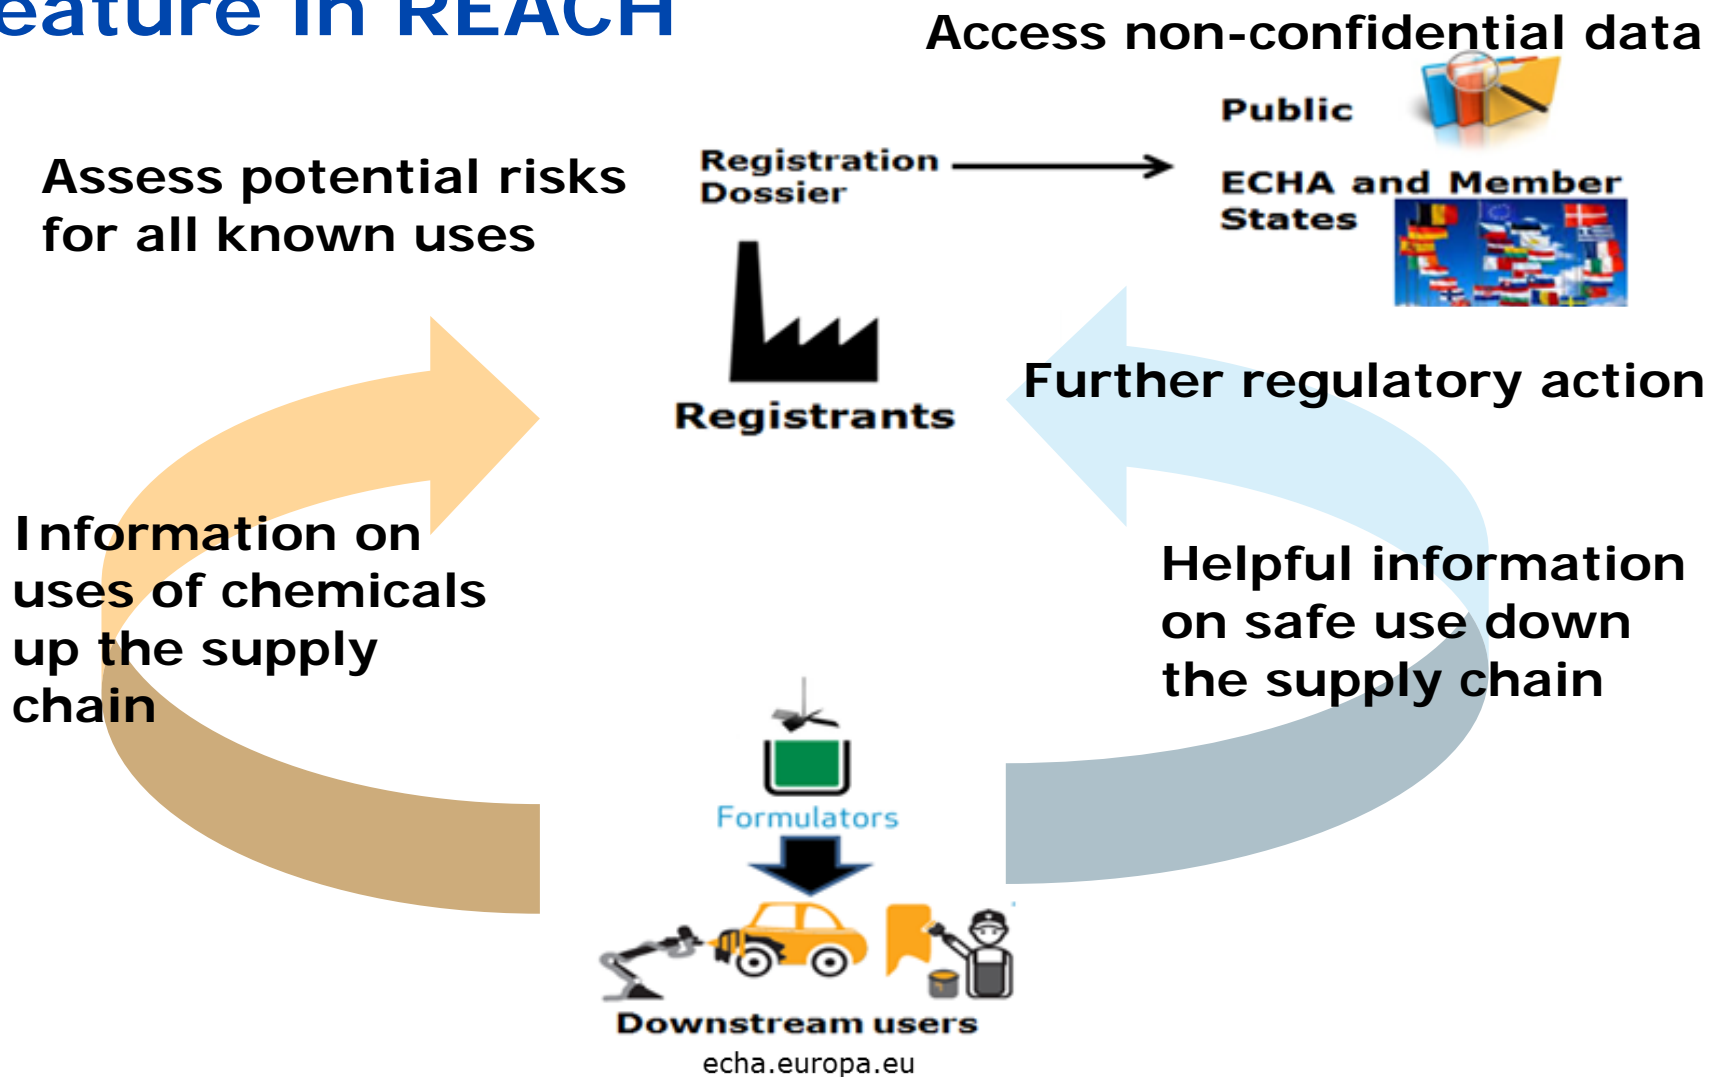 eature in REACH
Access non-confidential data
Public
Registration
Dossier
ECHA and Member
States
Assess potential risks
for all known uses
Registrants
Further regulatory action
Information on
uses of chemicals
up the supply
chain
Helpful information
on safe use down
the supply chain
Formulators
Downstream users
echa.europa.eu